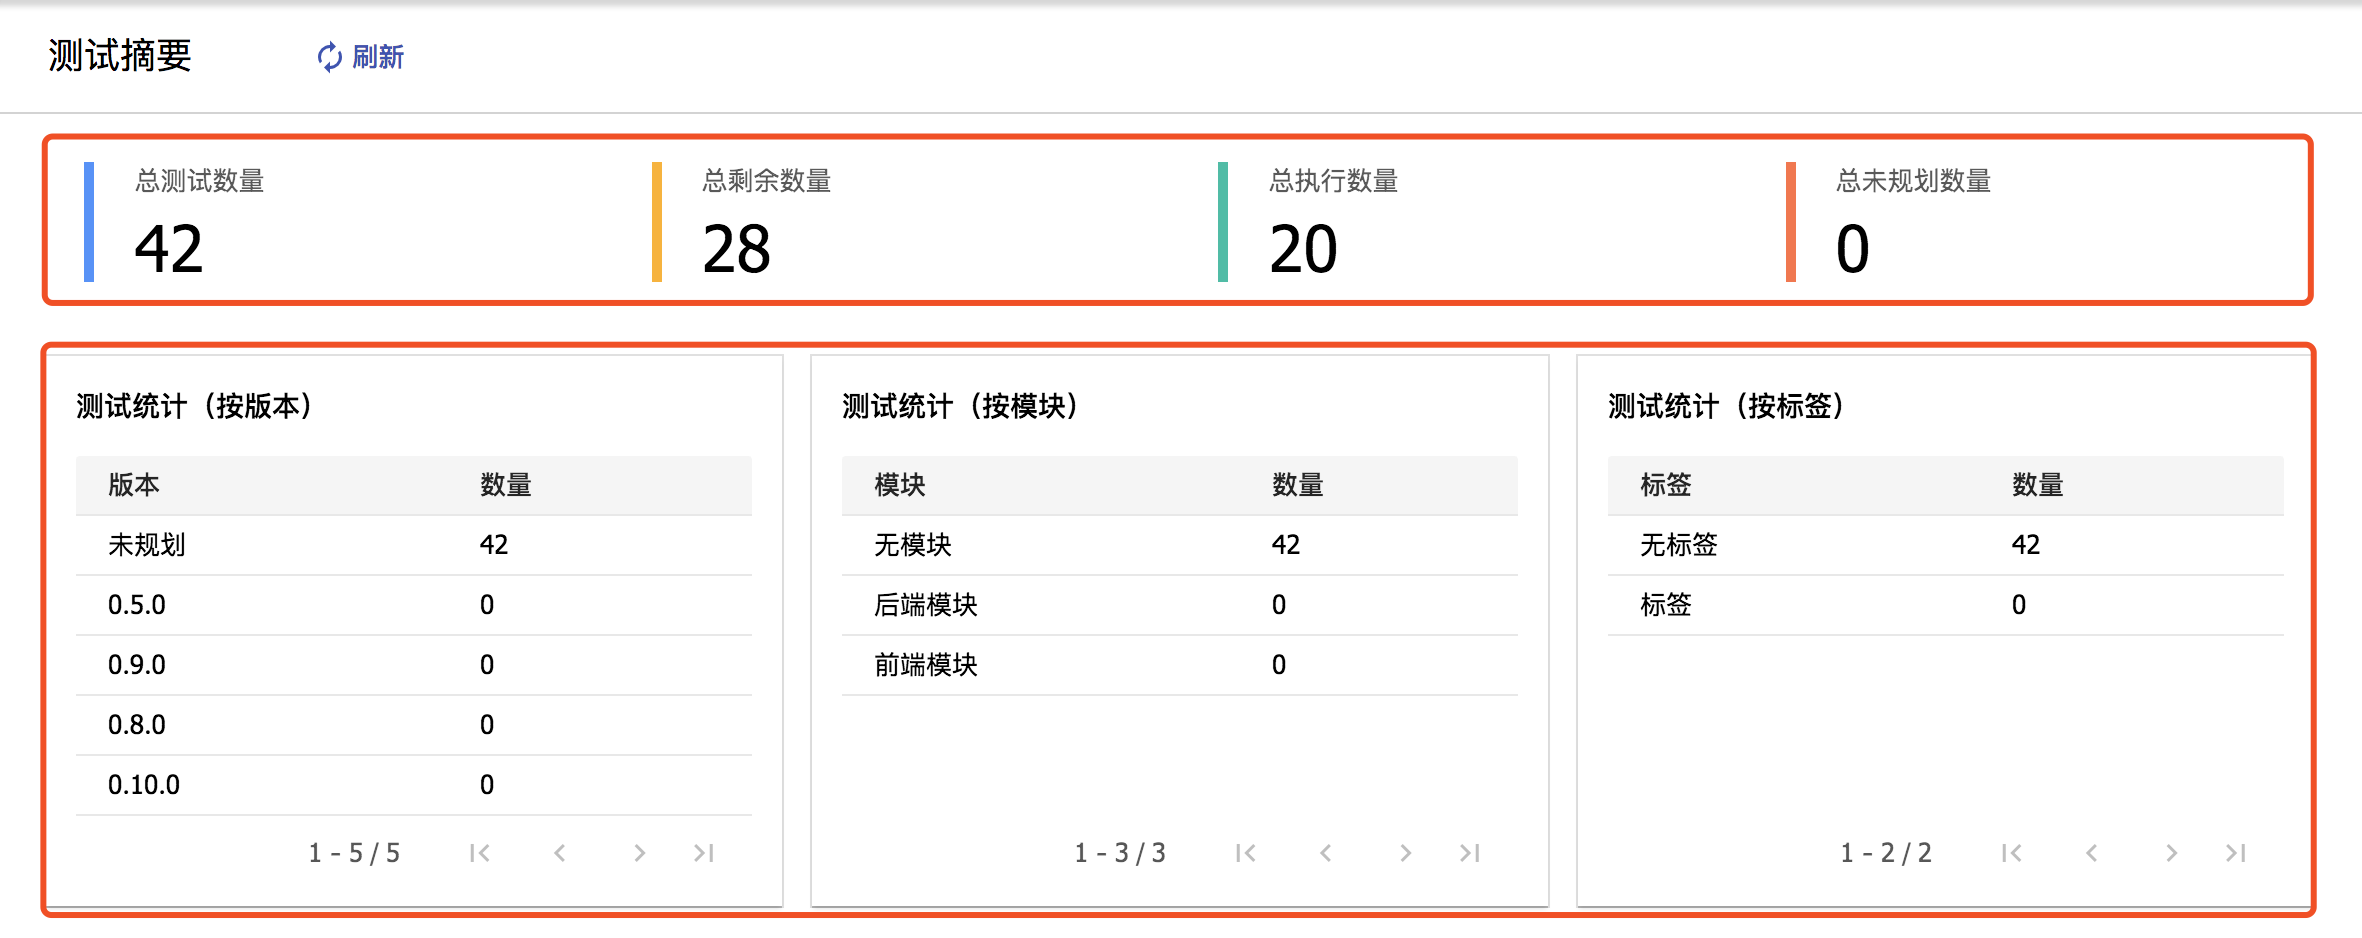 测试摘要 刷新
总测试数量 总剩余数量 总执行数量 总未规划数量
42 28 20 0
测试统计（按版本）
版本 数量
未规划 42
0.5.0 0
0.9.0 0
0.8.0 0
0.10.0 0
1 - 5 / 5
测试统计（按模块）
模块 数量
无模块 42
后端模块 0
前端模块 0
1 - 3 / 3
测试统计（按标签）
标签 数量
无标签 42
标签 0
1 - 2 / 2